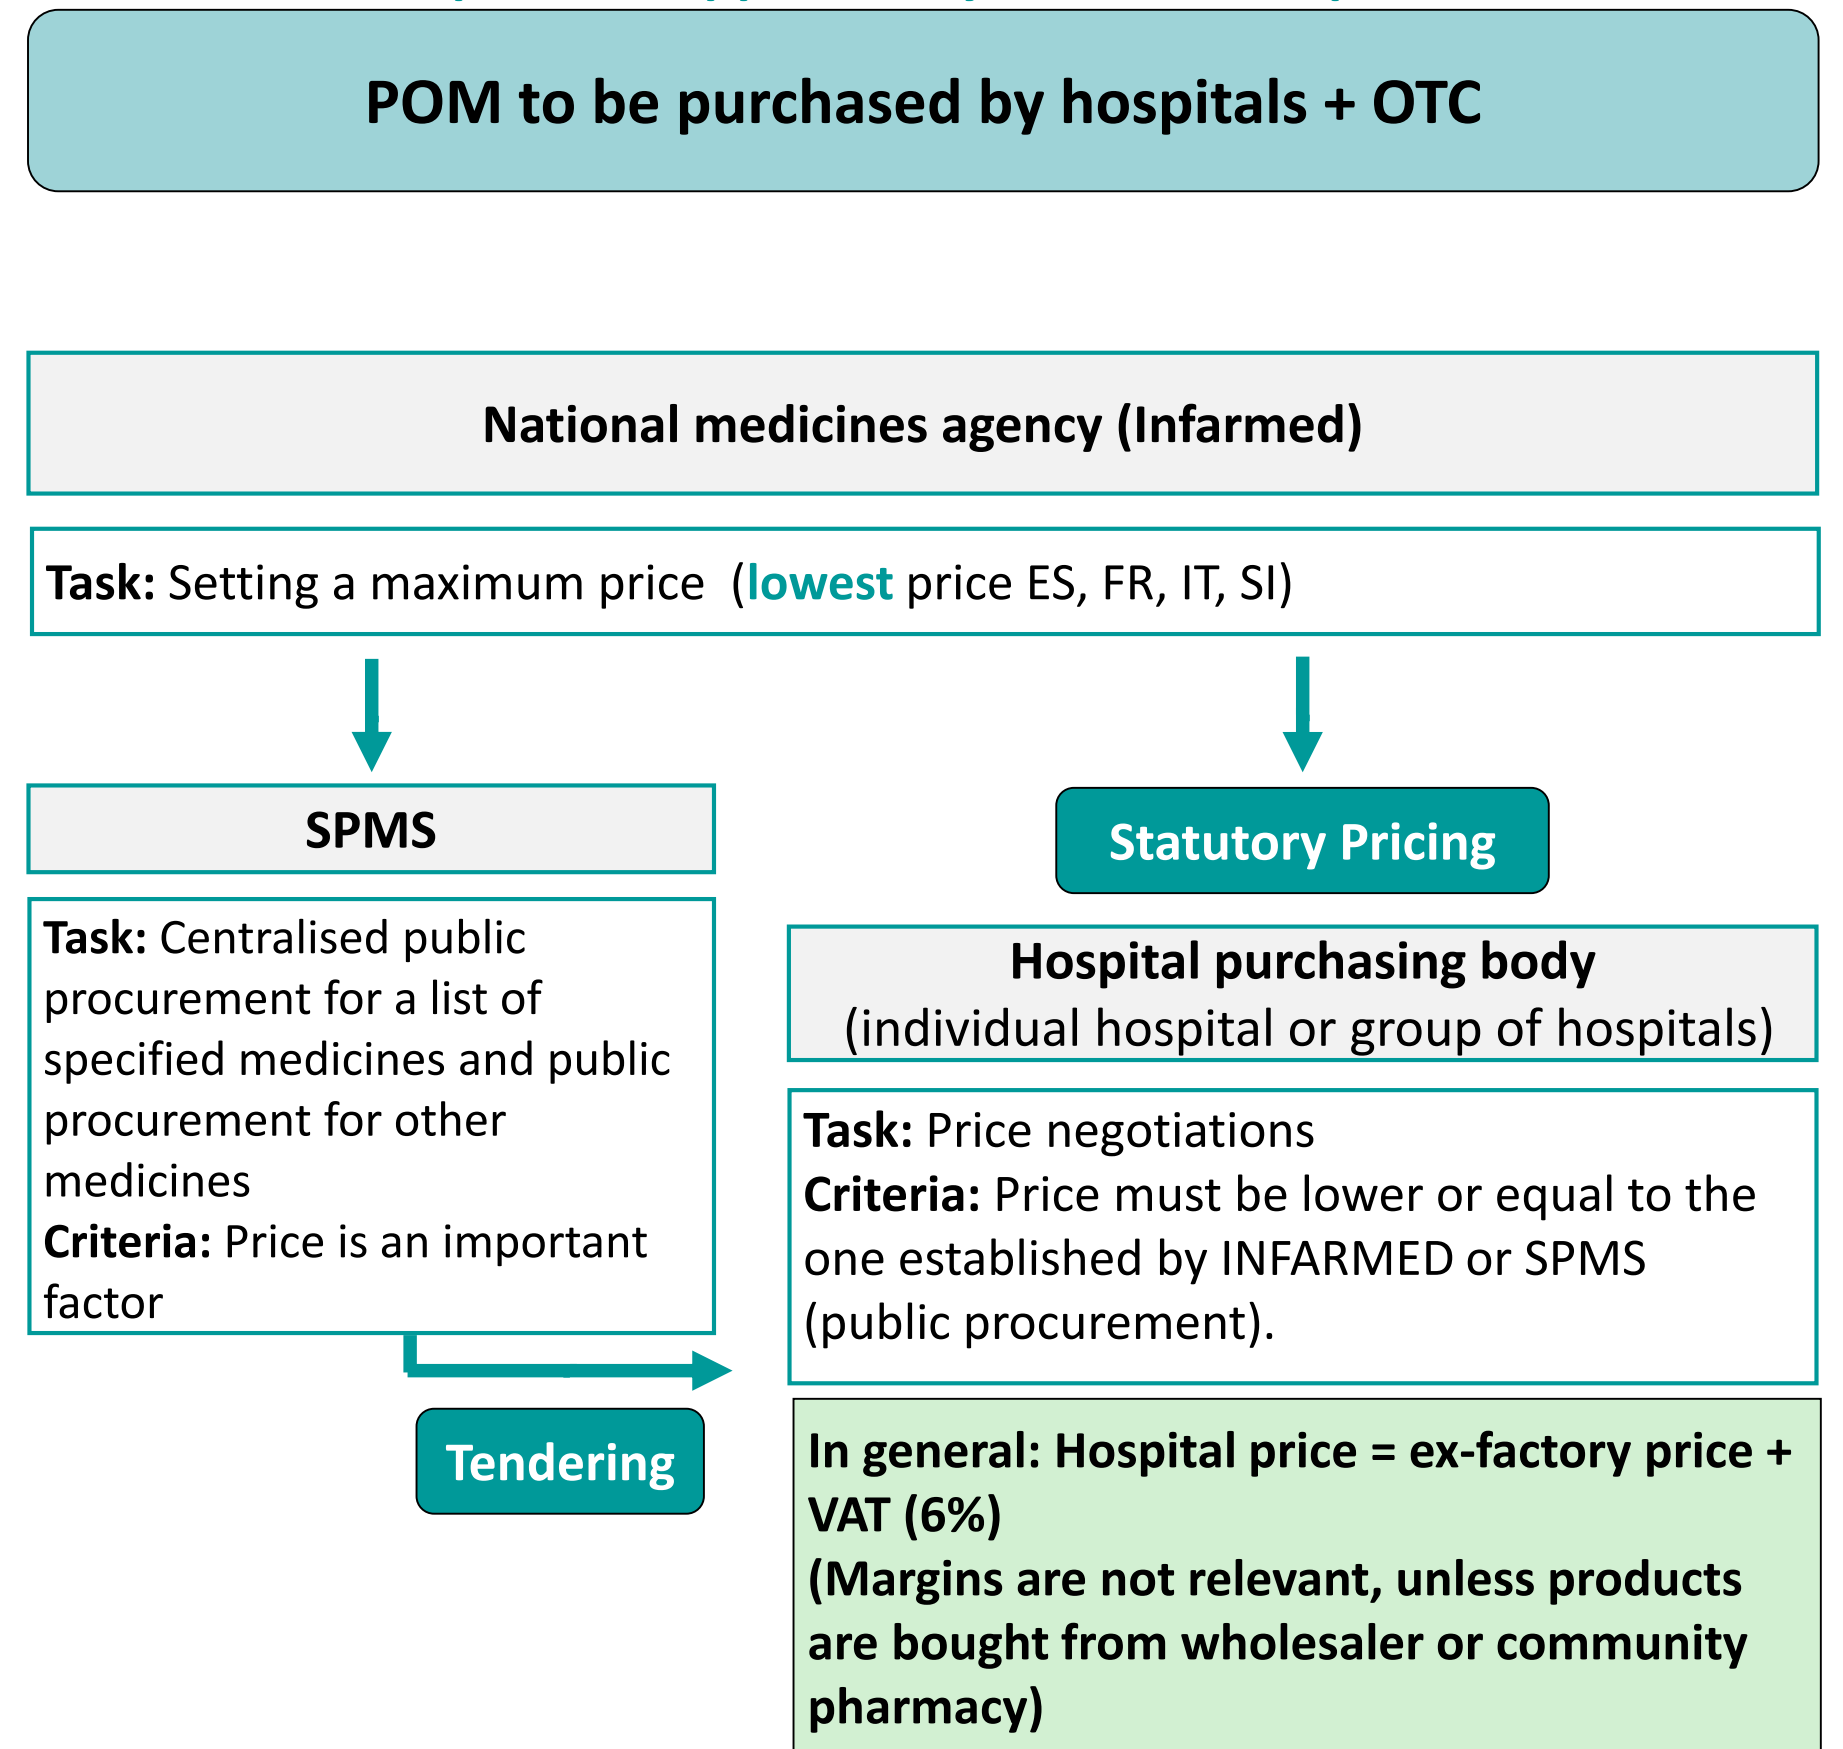 POM to be purchased by hospitals + OTC
National medicines agency (Infarmed)
Task: Setting a maximum price (lowest price ES, FR, IT, SI)
SPMS
Task: Centralised public
procurement for a list of
specified medicines and public
procurement for other
medicines
Criteria: Price is an important
factor
Tendering
Statutory Pricing
Hospital purchasing body
(individual hospital or group of hospitals)
Task: Price negotiations
Criteria: Price must be lower or equal to the
one established by INFARMED or SPMS
(public procurement).
In general: Hospital price = ex-factory price +
VAT (6%)
(Margins are not relevant, unless products
are bought from wholesaler or community
pharmacy)